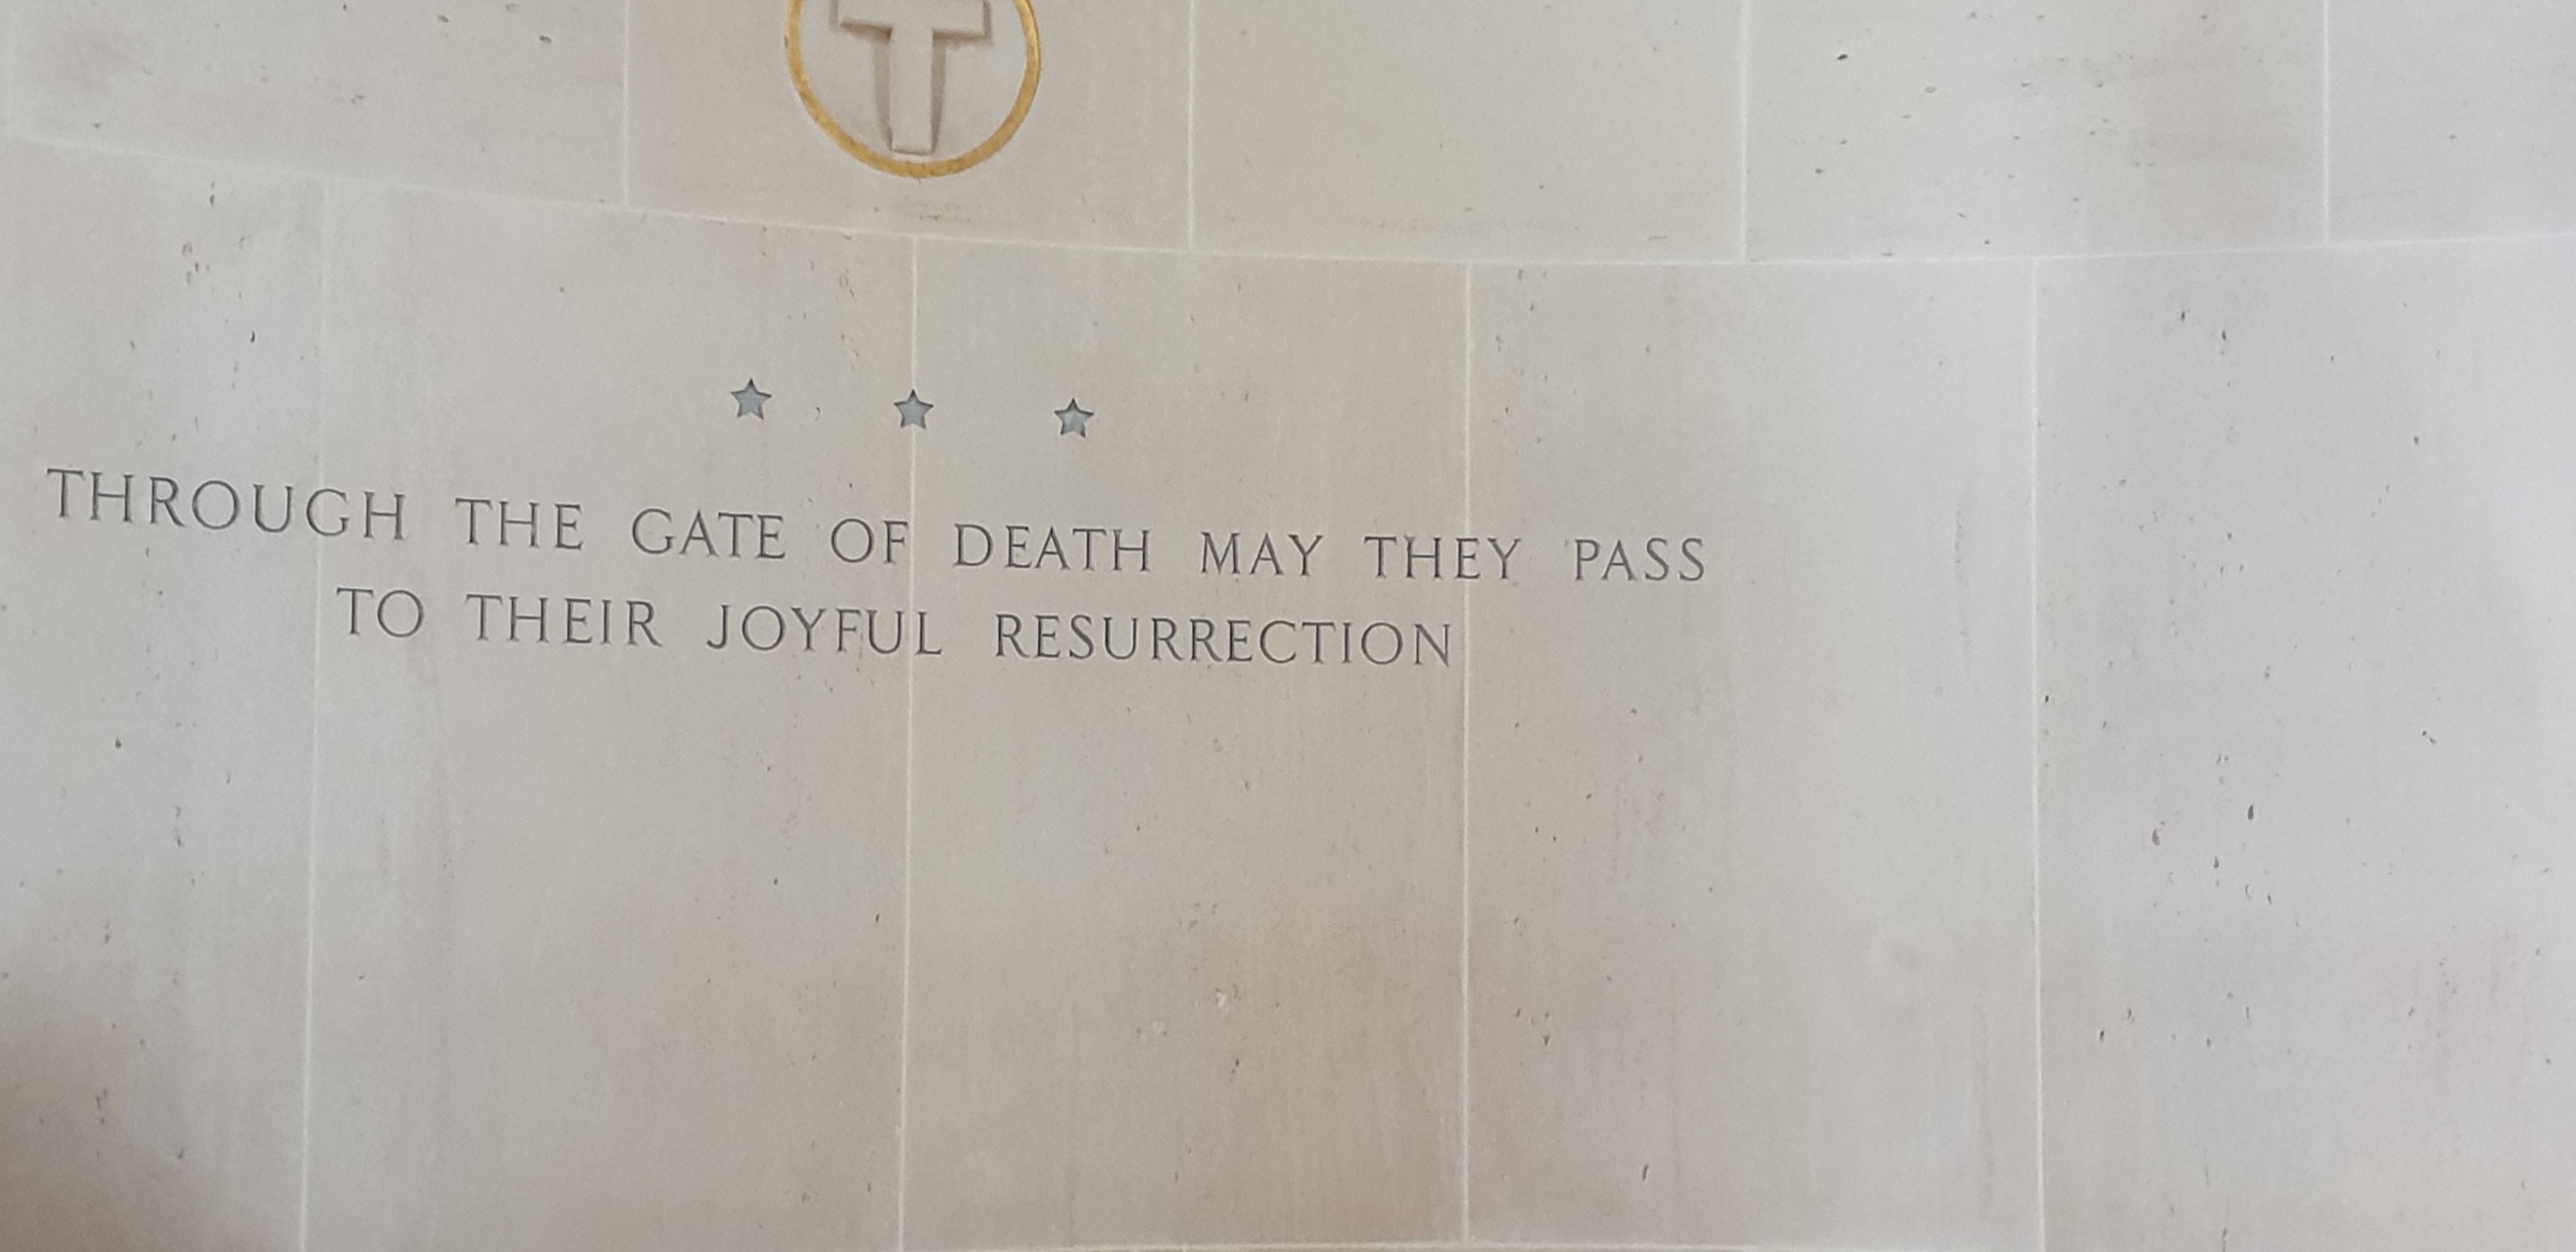 THROUGH THE GATE OF DEATH MAY THEY PASS
TO THEIR JOYFUL RESURRECTION